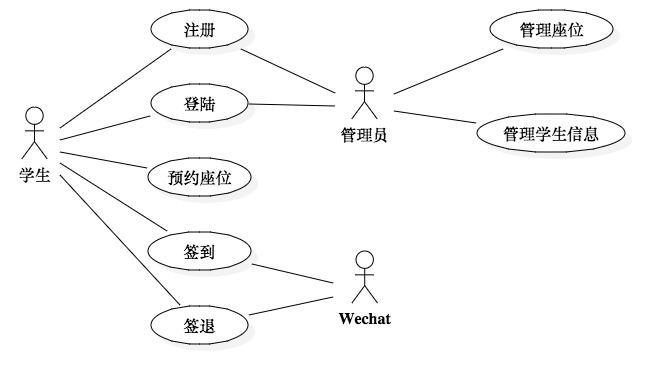 注册
管理座位
登陆
管理员
管理学生信息
学生
预约座位
签到
Wechat
签退